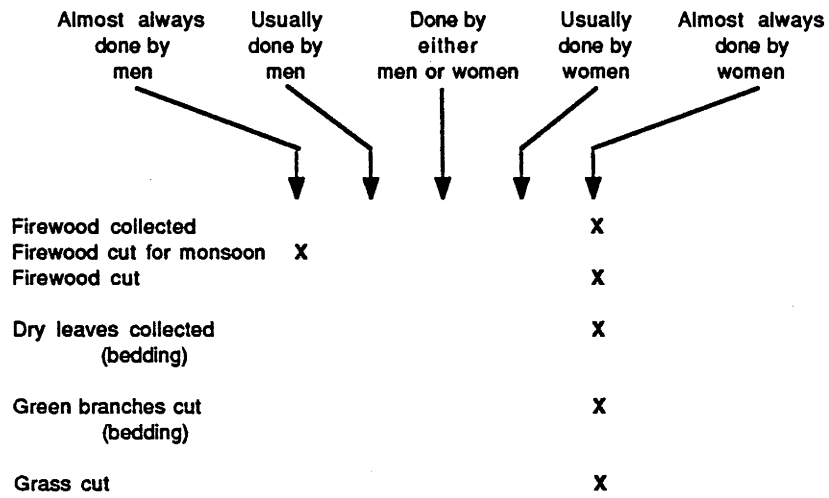 Almost always done by men
Usually done by men
Done by either men or women
Usually done by women
Almost always done by women
Firewood collected X
Firewood cut for monsoon X
Firewood cut X
Dry leaves collected X
(bedding)
Green branches cut X
(bedding)
Grass cut X